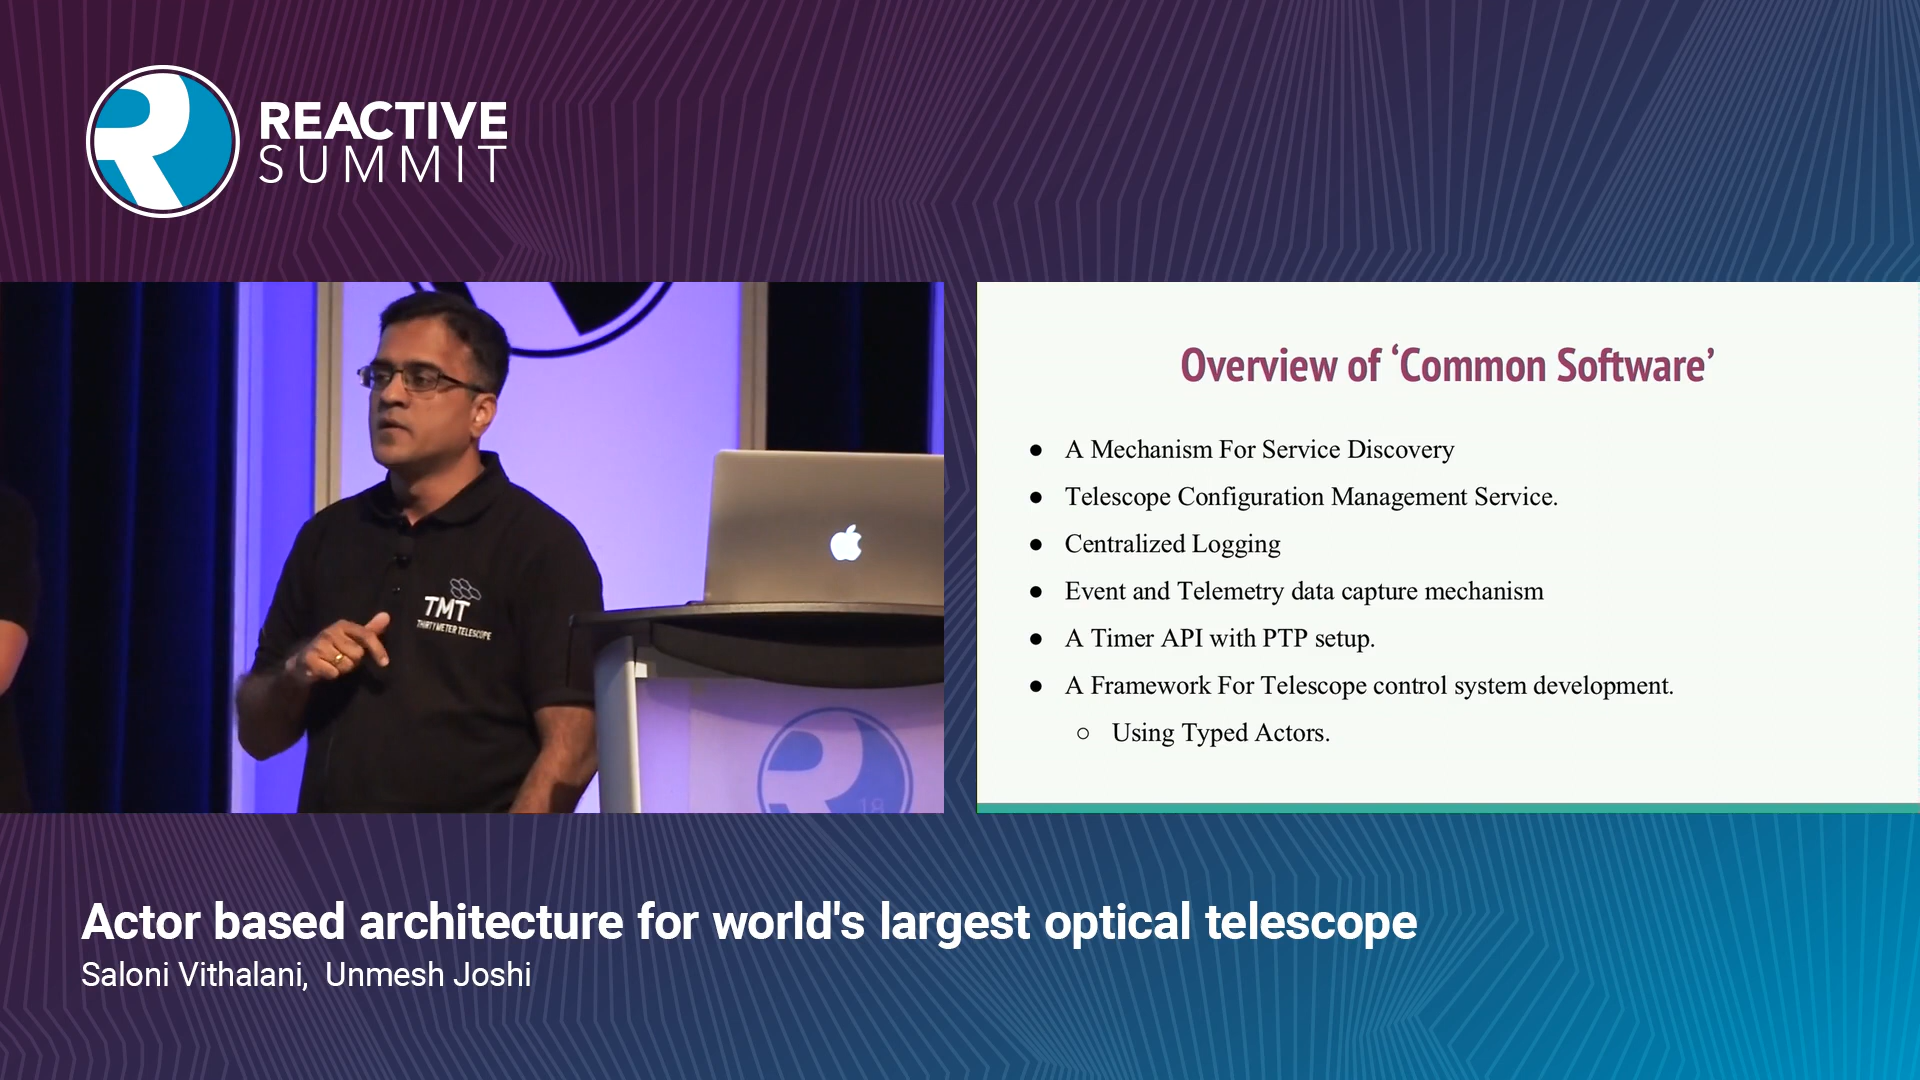 REACTIVE
SUMMIT
TMT
THIRTY METER TELESCOPE
18
Overview of ‘Common Software’
● A Mechanism For Service Discovery
● Telescope Configuration Management Service.
● Centralized Logging
● Event and Telemetry data capture mechanism
● A Timer API with PTP setup.
● A Framework For Telescope control system development.
○ Using Typed Actors.
Actor based architecture for world's largest optical telescope
Saloni Vithalani,  Unmesh Joshi